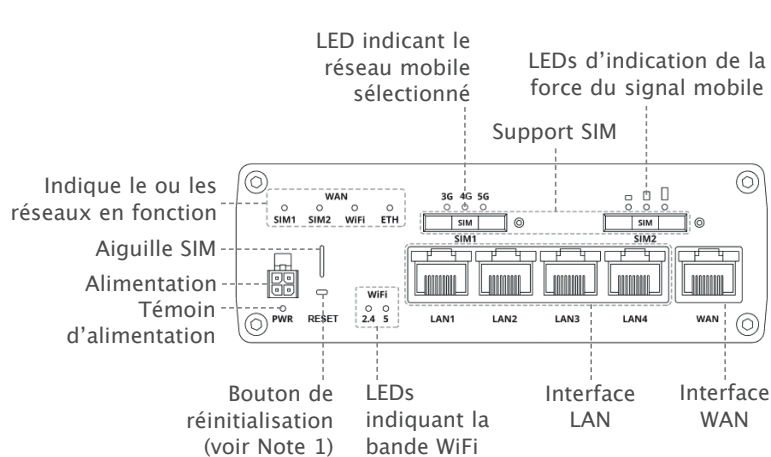 LED indicant le
réseau mobile
sélectionné
LEDs d’indication de la
force du signal mobile
Support SIM
Indique le ou les
réseaux en fonction
Aiguille SIM
Alimentation
Témoin
d’alimentation
WAN
SIM1 SIM2 WiFi ETH
3G 4G 5G
SIM
SIM1
SIM
SIM2
PWR
RESET
WiFi
2.4 5
LAN1
LAN2
LAN3
LAN4
WAN
Bouton de
réinitialisation
(voir Note 1)
LEDs
indiquant la
bande WiFi
Interface
LAN
Interface
WAN